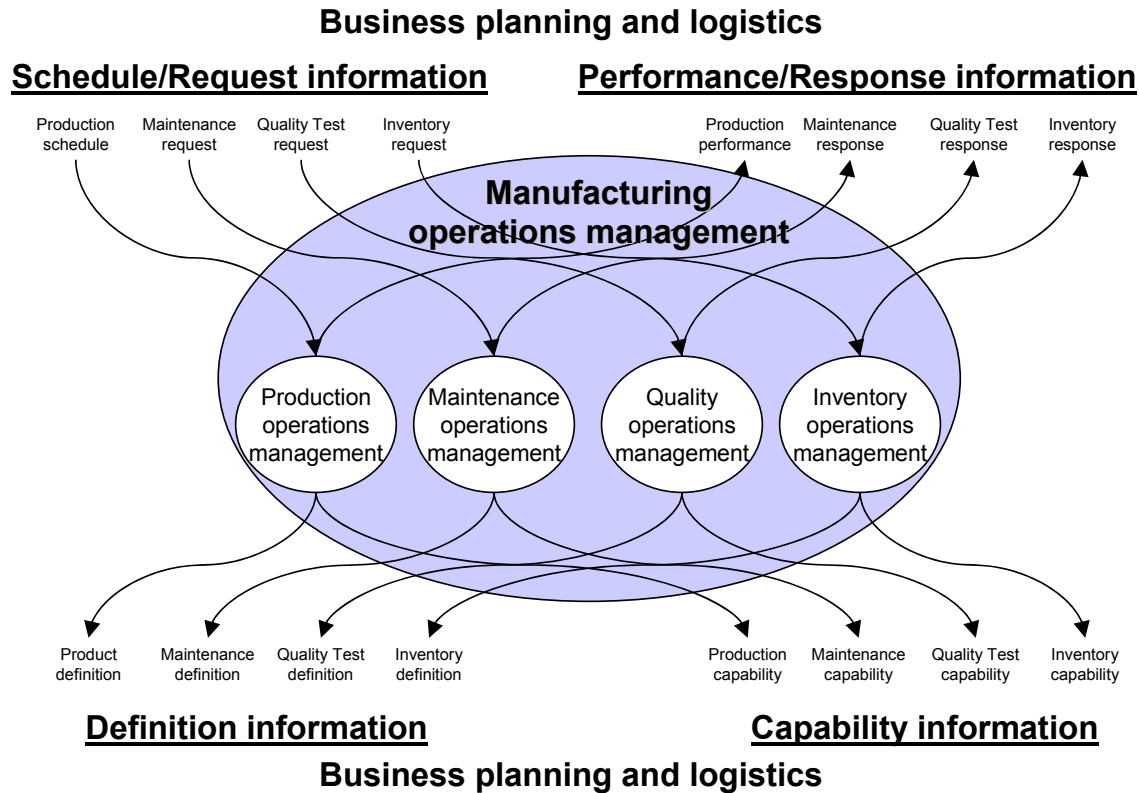 Business planning and logistics
Schedule/Request information
Performance/Response information
Production
schedule
Maintenance
request
Quality Test
request
Inventory
request
Production
performance
Maintenance
response
Quality Test
response
Inventory
response
Manufacturing
operations management
Production
operations
management
Maintenance
operations
management
Quality
operations
management
Inventory
operations
management
Product
definition
Maintenance
definition
Quality Test
definition
Inventory
definition
Production
capability
Maintenance
capability
Quality Test
capability
Inventory
capability
Definition information
Capability information
Business planning and logistics